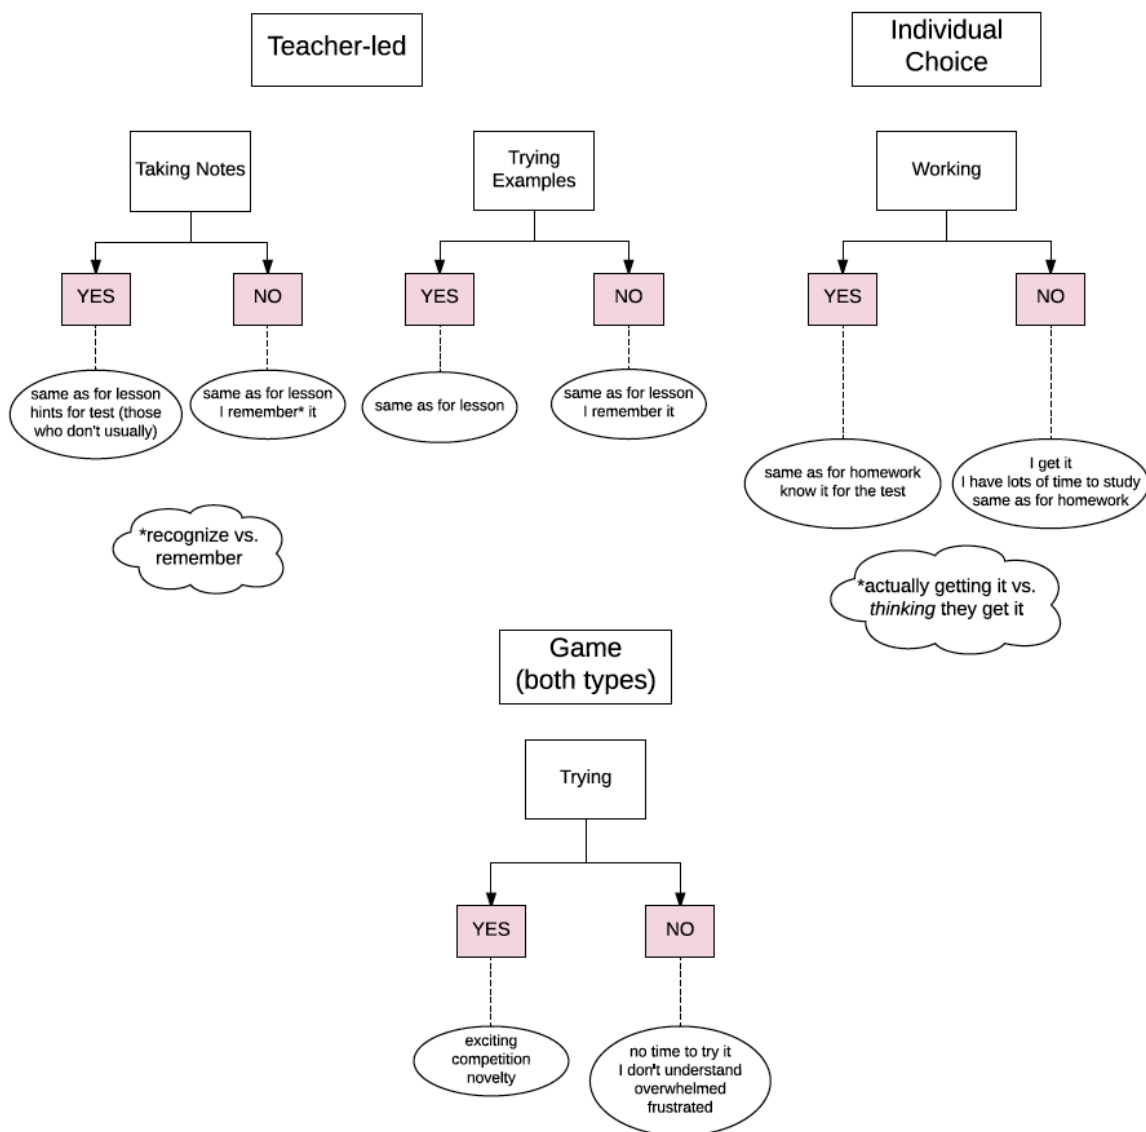 Teacher-led
Individual
Choice
Taking Notes
Trying
Examples
Working
YES
NO
YES
NO
YES
NO
same as for lesson
hints for test (those
who don't usually)
same as for lesson
I remember* it
same as for lesson
same as for lesson
I remember it
same as for homework
know it for the test
I get it
I have lots of time to study
same as for homework
*recognize vs.
remember
*actually getting it vs.
thinking they get it
Game
(both types)
Trying
YES
NO
exciting
competition
novelty
no time to try it
I don't understand
overwhelmed
frustrated